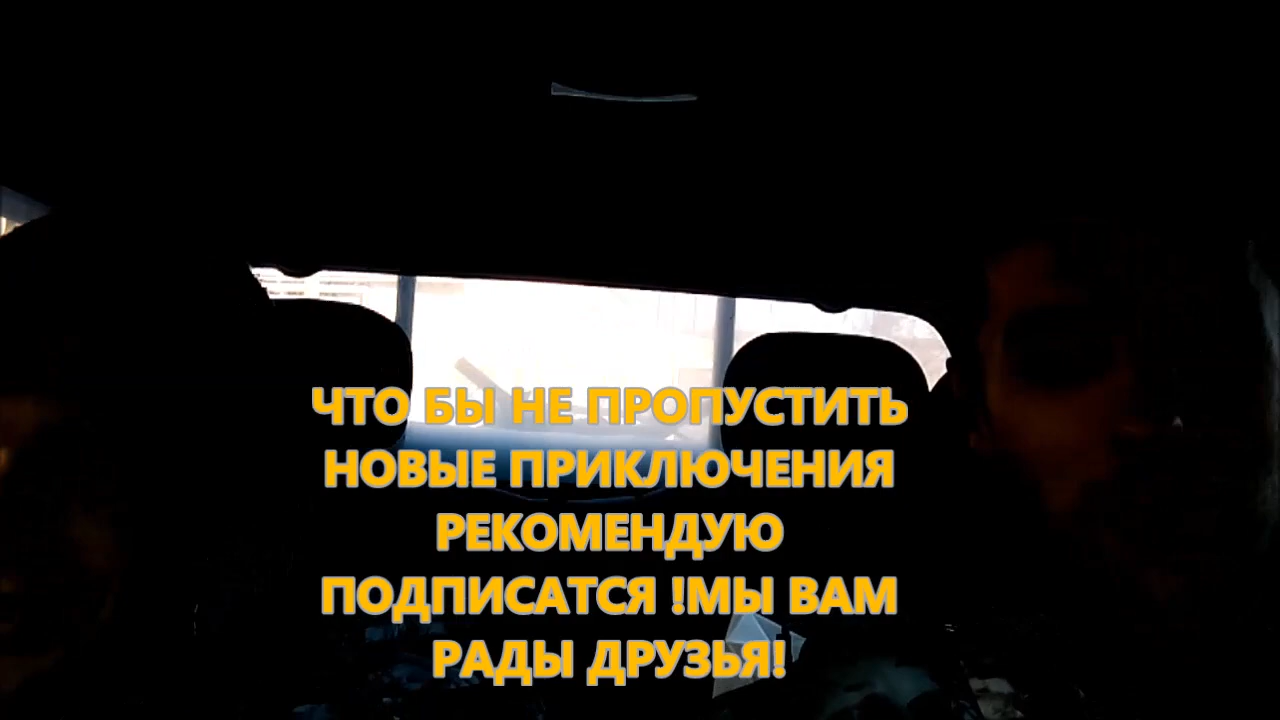 ЧТО БЫ НЕ ПРОПУСТИТЬ
НОВЫЕ ПРИКЛЮЧЕНИЯ
РЕКОМЕНДУЮ
ПОДПИСАТСЯ !МЫ ВАМ
РАДЫ ДРУЗЬЯ!